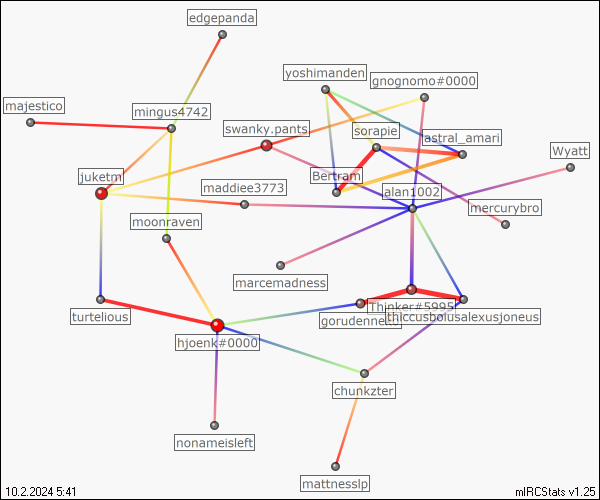 edgepanda
yoshimanden
gnognomo#0000
majestico
mingus4742
swanky.pants
sorapie
astral_amari
Wyatt
juketm
Bertram
maddiee3773
alan1002
mercurybro
moonraven
marcemadness
Thinker#5995
turtelious
thiccusbolusalexusjoneus
hjoenk#0000
chunkzter
nonameisleft
mattnesslp
10.2.2024 5:41
mIRCStats v1.25